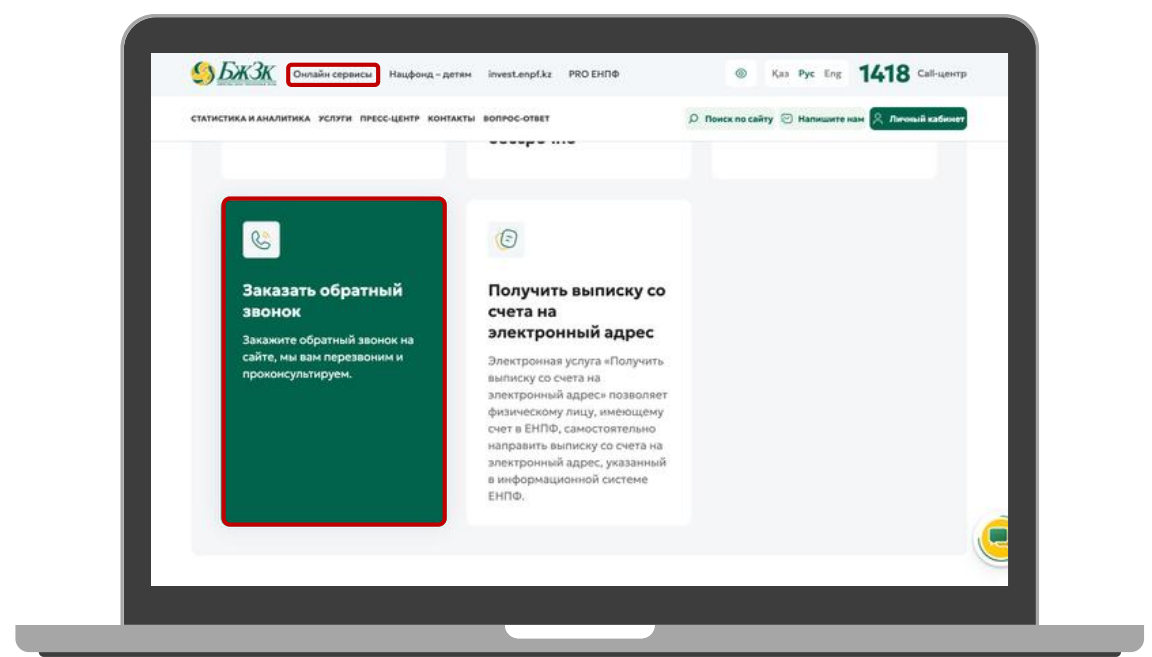 БжЗК Онлайн сервисы Нацфонд – детям invest.enpf.kz PRO ЕНПФ Қаз Рус Eng 1418 Call-центр
СТАТИСТИКА И АНАЛИТИКА УСЛУГИ ПРЕСС-ЦЕНТР КОНТАКТЫ ВОПРОС-ОТВЕТ Поиск по сайту Напишите нам Личный кабинет
Заказать обратный
звонок
Закажите обратный звонок на
сайте, мы вам перезвоним и
проконсультируем.
Получить выписку со
счета на
электронный адрес
Электронная услуга «Получить
выписку со счета на
электронный адрес» позволяет
физическому лицу, имеющему
счет в ЕНПФ, самостоятельно
направить выписку со счета на
электронный адрес, указанный
в информационной системе
ЕНПФ.